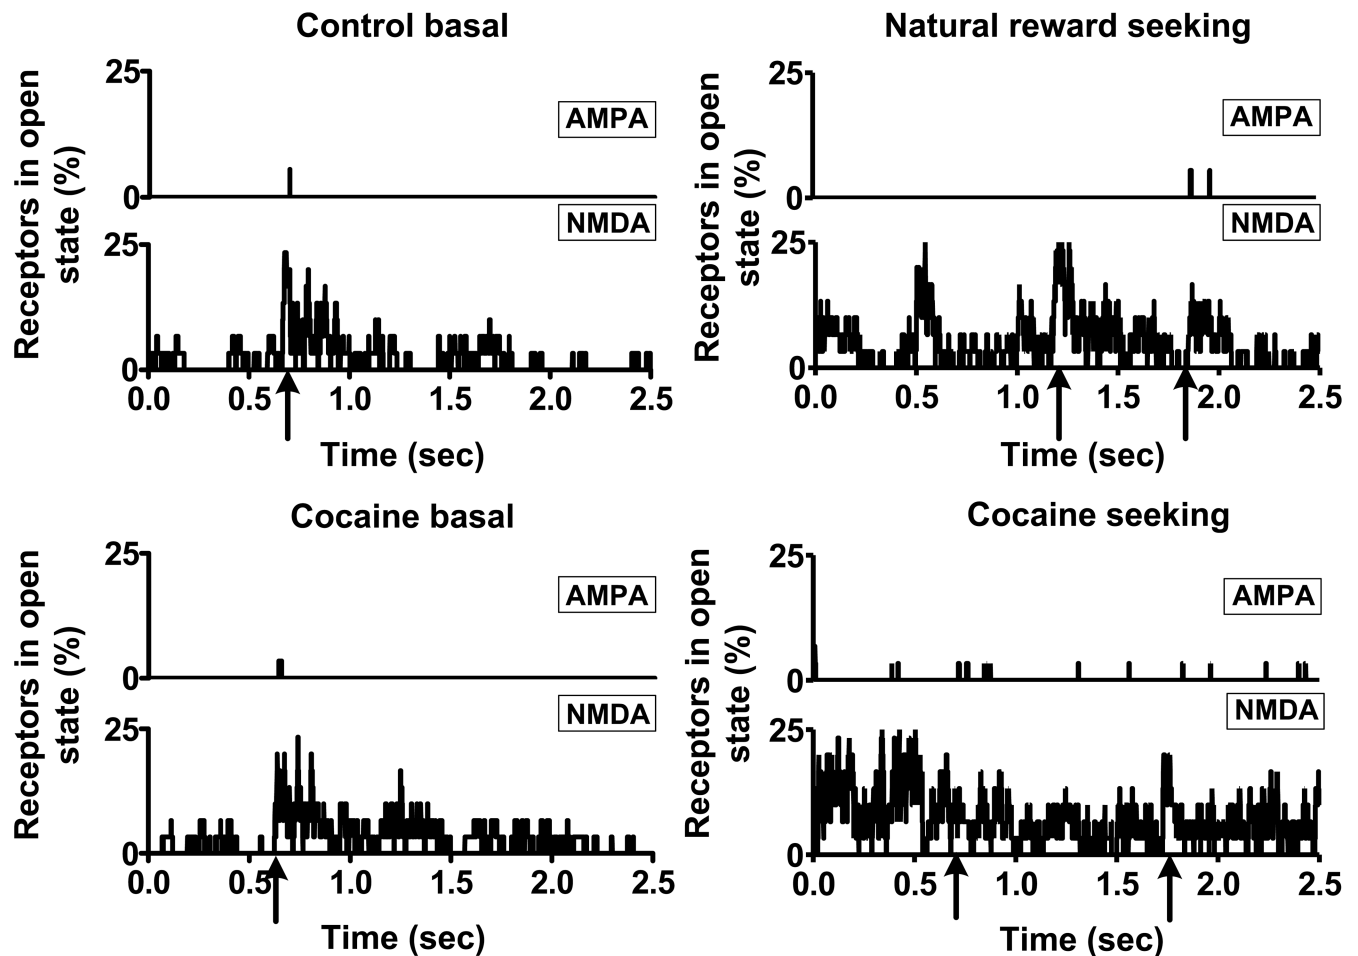 Control basal
Receptors in open
state (%)
25
AMPA
0
NMDA
25
0
0.0 0.5 1.0 1.5 2.0 2.5
Time (sec)
Natural reward seeking
Receptors in open
state (%)
25
AMPA
0
NMDA
25
0
0.0 0.5 1.0 1.5 2.0 2.5
Time (sec)
Cocaine basal
Receptors in open
state (%)
25
AMPA
0
NMDA
25
0
0.0 0.5 1.0 1.5 2.0 2.5
Time (sec)
Cocaine seeking
Receptors in open
state (%)
25
AMPA
0
NMDA
25
0
0.0 0.5 1.0 1.5 2.0 2.5
Time (sec)